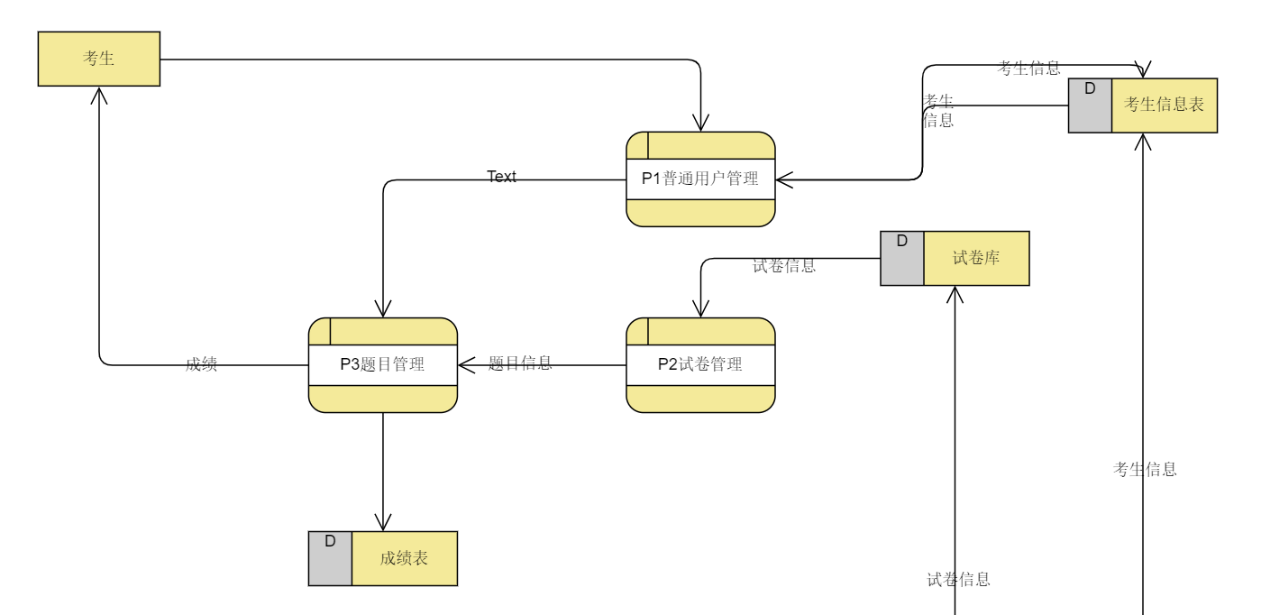 考生
考生信息
D
考生信息表
考生
信息
Text
P1普通用户管理
D
试卷库
试卷信息
P3题目管理
题目信息
P2试卷管理
成绩
考生信息
D
成绩表
试卷信息